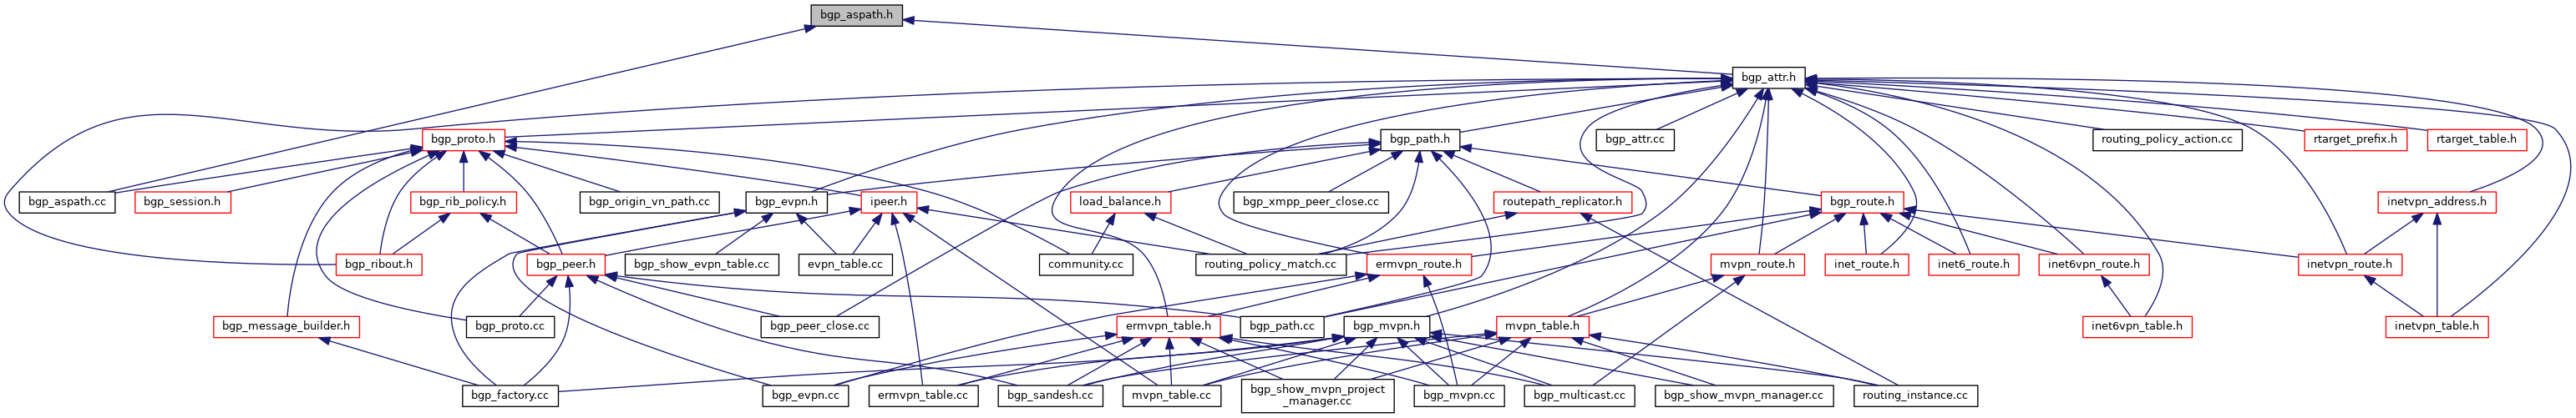 bgp_aspath.h
bgp_attr.h
bgp_proto.h
bgp_path.h
bgp_attr.cc
routing_policy_action.cc
rtarget_prefix.h
rtarget_table.h
bgp_aspath.cc
bgp_session.h
bgp_rib_policy.h
bgp_origin_vn_path.cc
bgp_evpn.h
ipeer.h
load_balance.h
bgp_xmpp_peer_close.cc
routepath_replicator.h
bgp_route.h
inetvpn_address.h
bgp_ribout.h
bgp_peer.h
bgp_show_evpn_table.cc
evpn_table.cc
community.cc
routing_policy_match.cc
ermvpn_route.h
mvpn_route.h
inet_route.h
inet6_route.h
inet6vpn_route.h
inetvpn_route.h
bgp_message_builder.h
bgp_proto.cc
bgp_peer_close.cc
ermvpn_table.h
bgp_path.cc
bgp_mvpn.h
mvpn_table.h
inet6vpn_table.h
inetvpn_table.h
bgp_factory.cc
bgp_evpn.cc
ermvpn_table.cc
bgp_sandesh.cc
mvpn_table.cc
bgp_show_mvpn_project
_manager.cc
bgp_mvpn.cc
bgp_multicast.cc
bgp_show_mvpn_manager.cc
routing_instance.cc